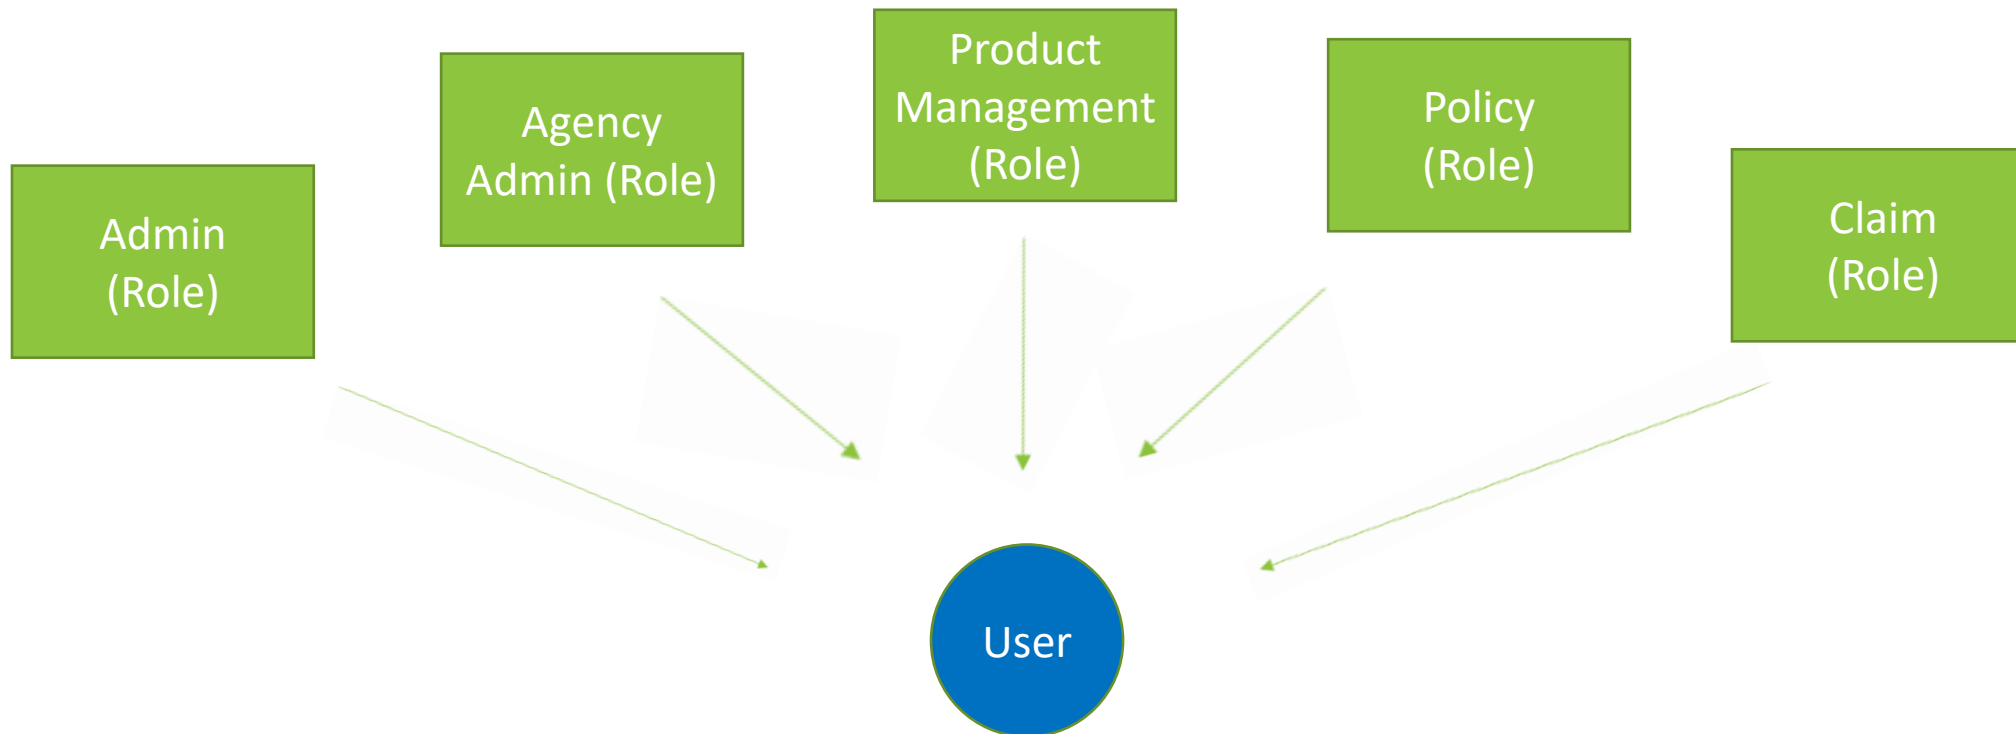 Admin
(Role)
Agency
Admin (Role)
Product
Management
(Role)
Policy
(Role)
Claim
(Role)
User